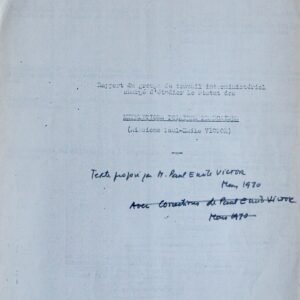 Rapport du groupe de travail interministériel
chargé d'étudier le Statut des
EXPEDITIONS POLAIRES FRANCAISES
(Missions Paul-Emile VICTOR)
Texte proposé par M. Paul Emile VICTOR
Mars 1970
Avec Corrections de Paul Emile VICTOR
Mars 1970